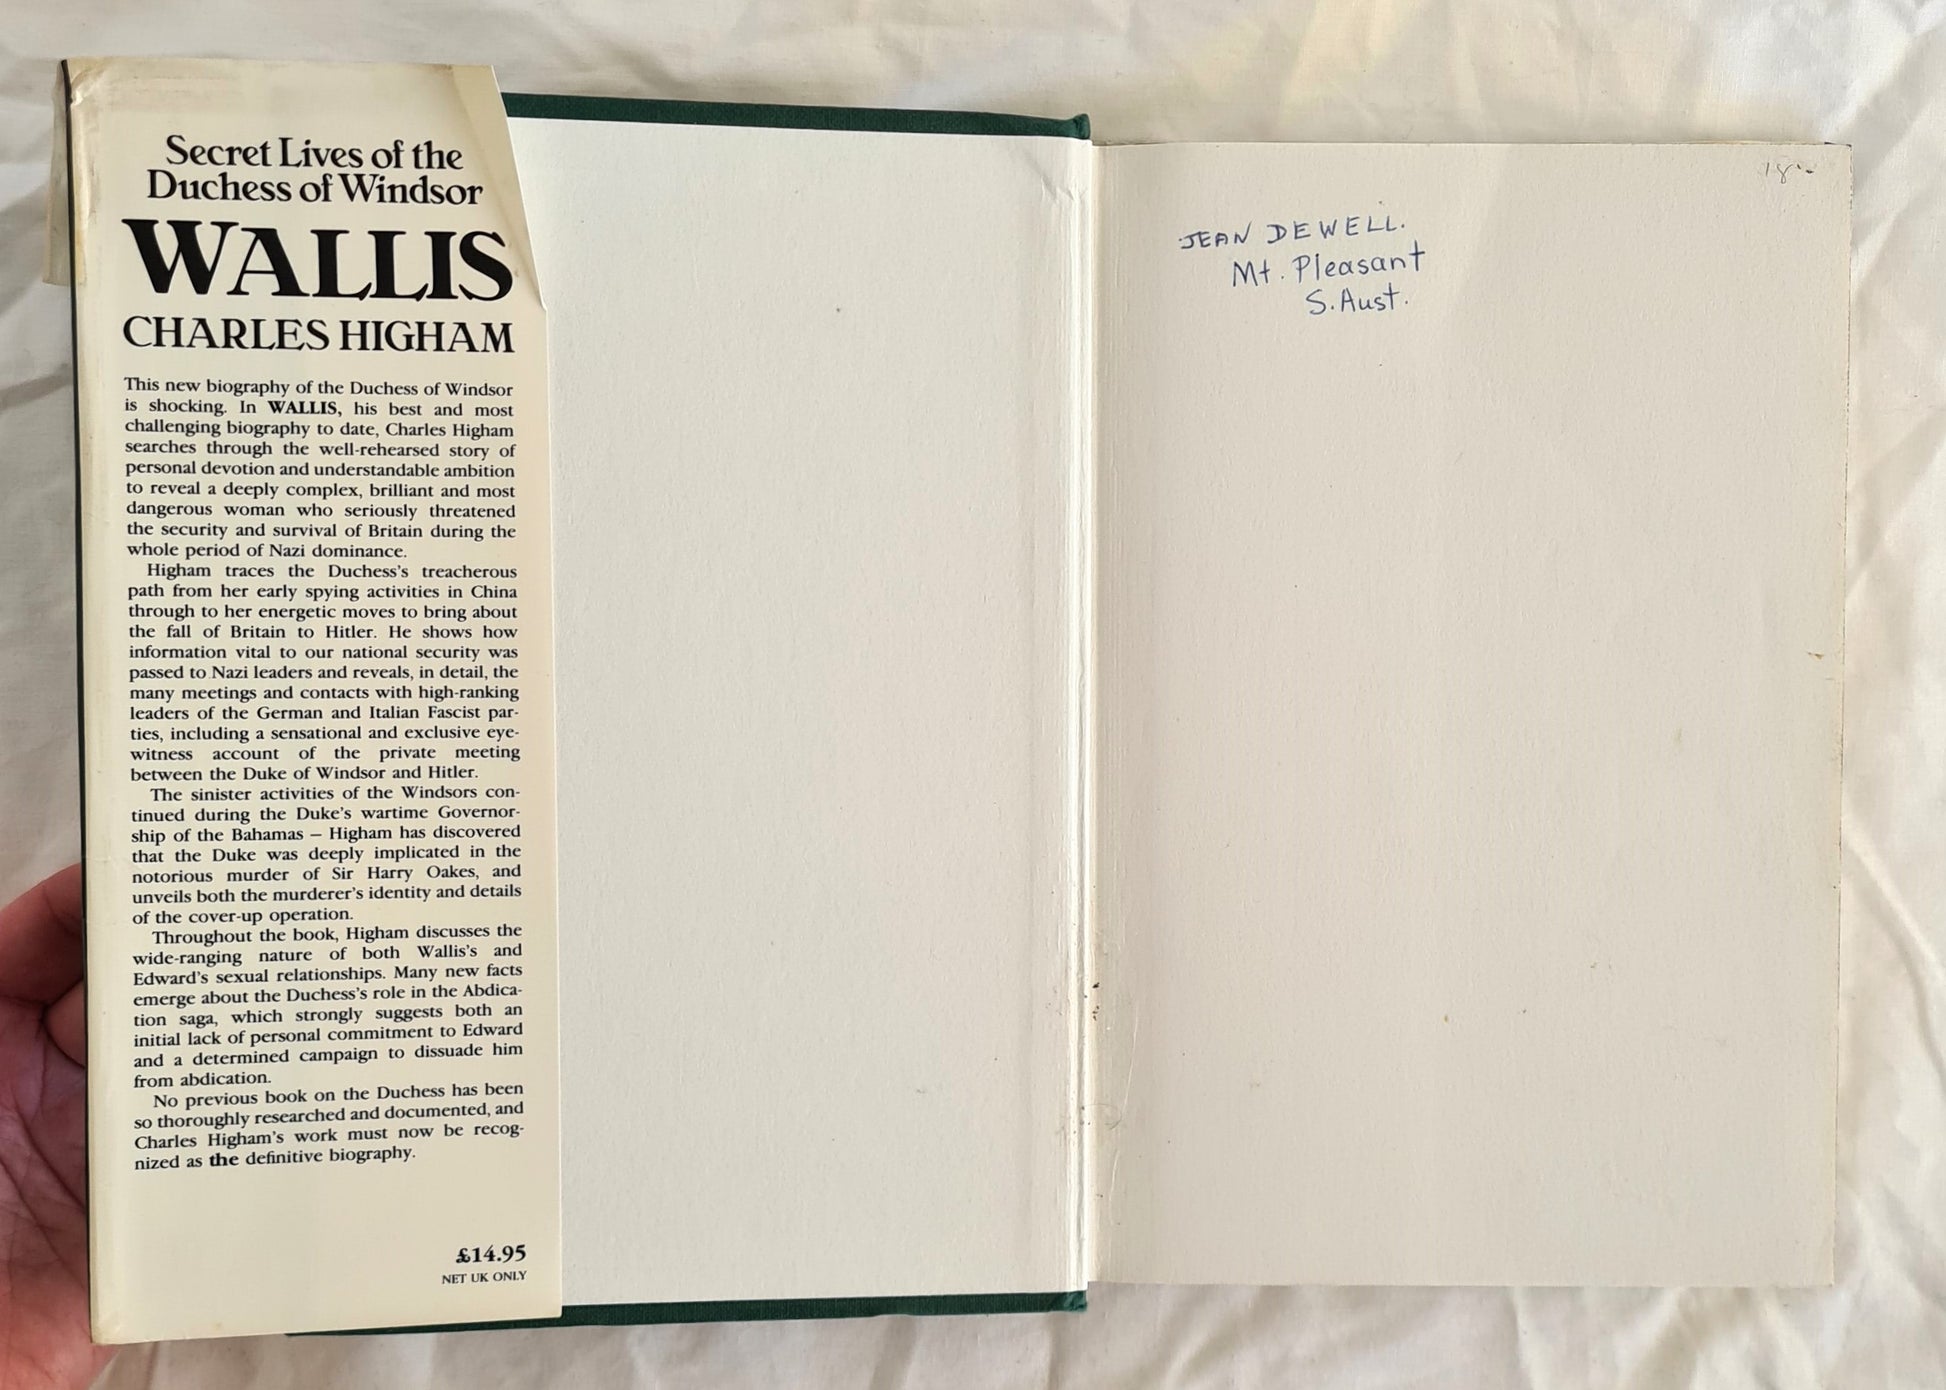 Secret Lives of the
Duchess of Windsor
WALLIS
CHARLES HIGHAM
This new biography of the Duchess of Windsor
is shocking. In WALLIS, his best and most
challenging biography to date, Charles Higham
searches through the well-rehearsed story of
personal devotion and understandable ambition
to reveal a deeply complex, brilliant and most
dangerous woman who seriously threatened
the security and survival of Britain during the
whole period of Nazi dominance.
Higham traces the Duchess's treacherous
path from her early spying activities in China
through to her energetic moves to bring about
the fall of Britain to Hitler. He shows how
information vital to our national security was
passed to Nazi leaders and reveals, in detail, the
many meetings and contacts with high-ranking
leaders of the German and Italian Fascist par-
ties, including a sensational and exclusive eye-
witness account of the private meeting
between the Duke of Windsor and Hitler.
The sinister activities of the Windsors con-
tinued during the Duke's wartime Governor-
ship of the Bahamas – Higham has discovered
that the Duke was deeply implicated in the
notorious murder of Sir Harry Oakes, and
unveils both the murderer's identity and details
of the cover-up operation.
Throughout the book, Higham discusses the
wide-ranging nature of both Wallis's and
Edward's sexual relationships. Many new facts
emerge about the Duchess's role in the Abdica-
tion saga, which strongly suggests both an
initial lack of personal commitment to Edward
and a determined campaign to dissuade him
from abdication.
No previous book on the Duchess has been
so thoroughly researched and documented, and
Charles Higham's work must now be recog-
nized as the definitive biography.
£14.95
NET UK ONLY
JEAN DEWELL.
Mt. Pleasant
S.Aust.